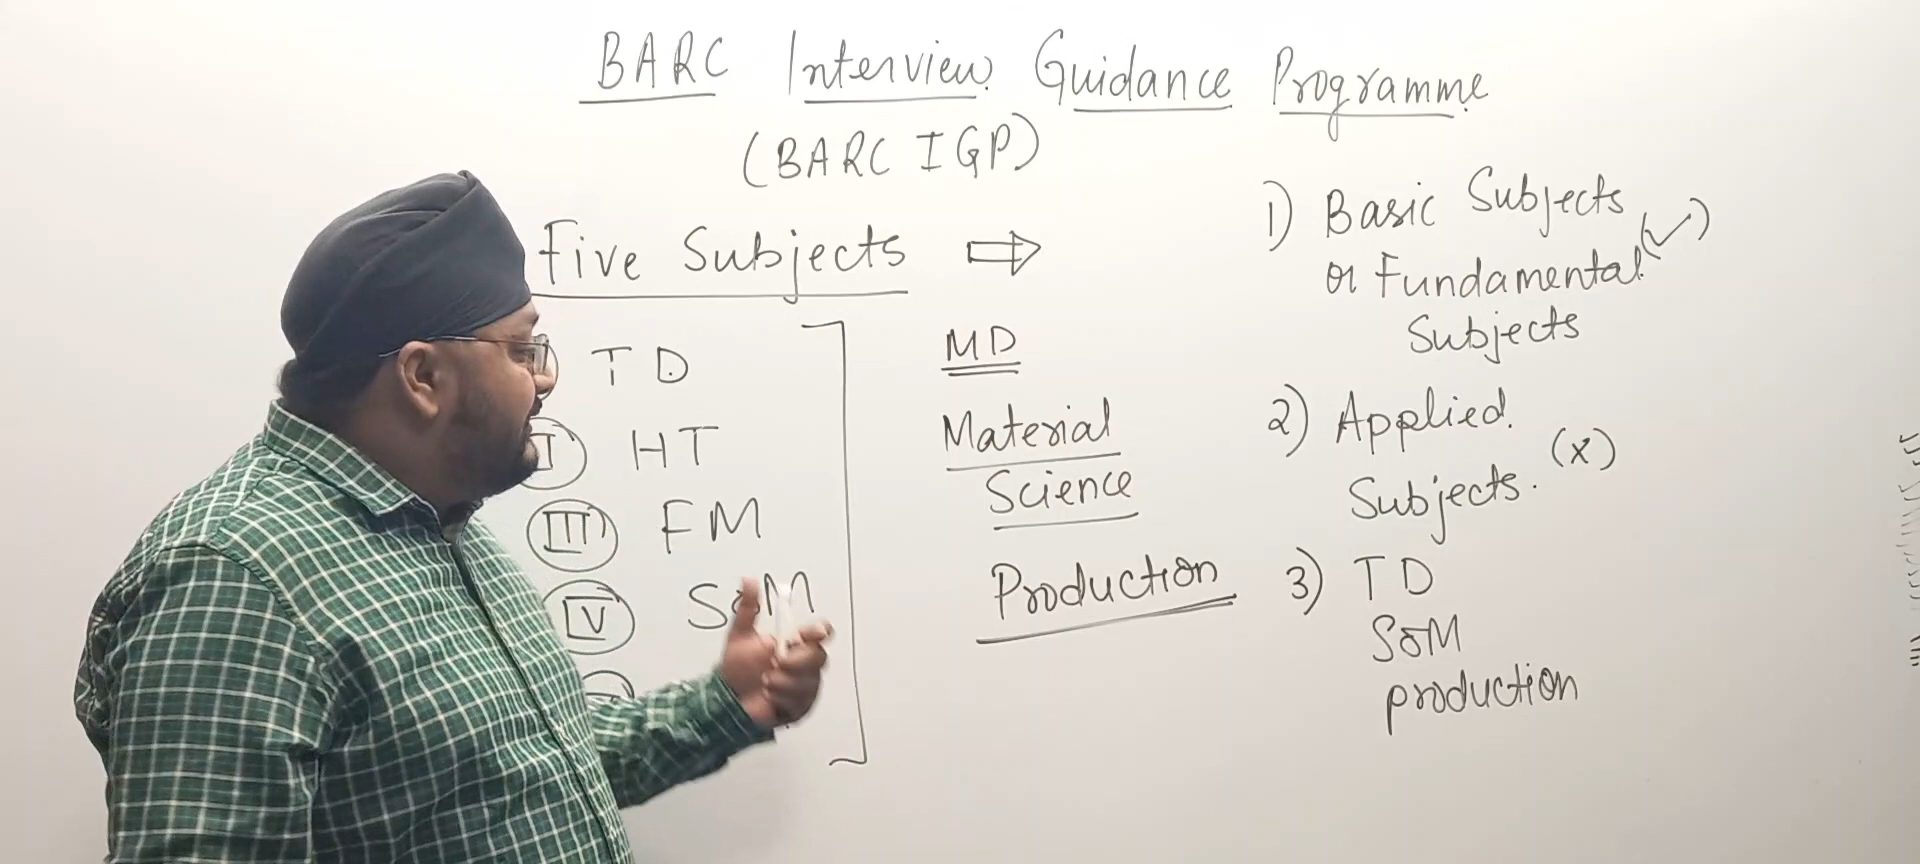 BARC Interview Guidance Programme
(BARC IGP)
Five Subjects ⇒
TD
I HT
III FM
IV SOM
MD
Material
Science
Production
1) Basic Subjects
or Fundamental (✓)
Subjects
2) Applied
Subjects. (x)
3) TD
SOM
production